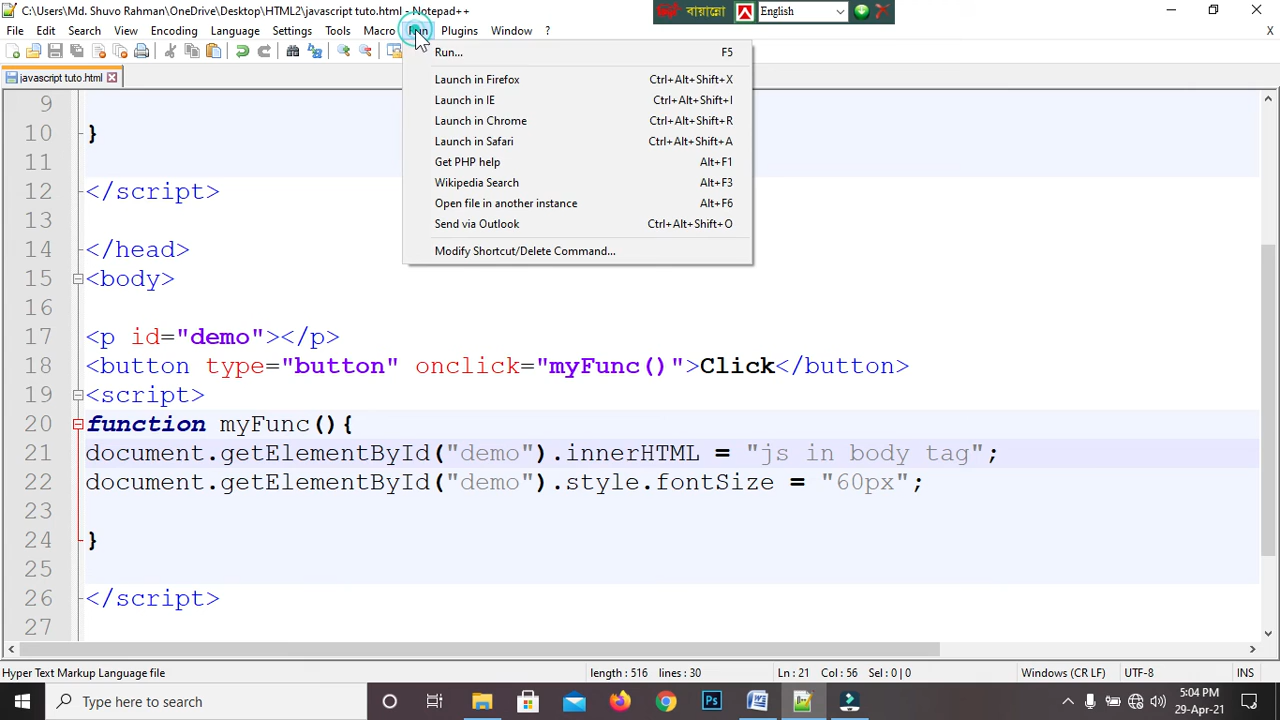 C:\Users\Md. Shuvo Rahman\OneDrive\Desktop\HTML2\javascript tuto.html - Notepad++
বায়ান্নো English
File Edit Search View Encoding Language Settings Tools Macro Run Plugins Window ? X
javascript tuto.html
Run... F5
Launch in Firefox Ctrl+Alt+Shift+X
Launch in IE Ctrl+Alt+Shift+I
Launch in Chrome Ctrl+Alt+Shift+R
Launch in Safari Ctrl+Alt+Shift+A
Get PHP help Alt+F1
Wikipedia Search Alt+F3
Open file in another instance Alt+F6
Send via Outlook Ctrl+Alt+Shift+O
Modify Shortcut/Delete Command...
9
10 }
11
12 </script>
13
14 </head>
15 <body>
16
17 <p id="demo"></p>
18 <button type="button" onclick="myFunc()">Click</button>
19 <script>
20 function myFunc(){
21 document.getElementById("demo").innerHTML = "js in body tag";
22 document.getElementById("demo").style.fontSize = "60px";
23
24 }
25
26 </script>
27
Hyper Text Markup Language file length : 516 lines : 30 Ln : 21 Col : 56 Sel : 0 | 0 Windows (CR LF) UTF-8 INS
Type here to search
5:04 PM
29-Apr-21